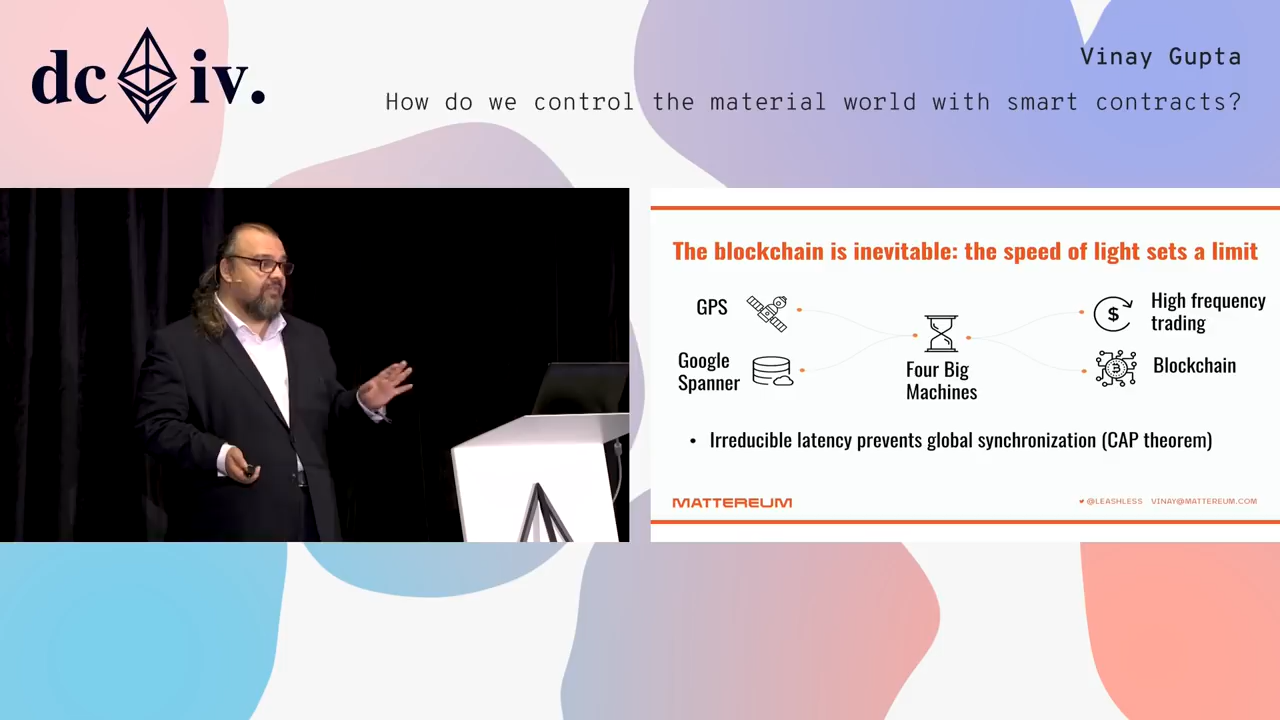 dc iv.
Vinay Gupta
How do we control the material world with smart contracts?
The blockchain is inevitable: the speed of light sets a limit
GPS
Google
Spanner
Four Big
Machines
High frequency
trading
Blockchain
• Irreducible latency prevents global synchronization (CAP theorem)
MATTEREUM
@LEASHLESS VINAY@MATTEREUM.COM